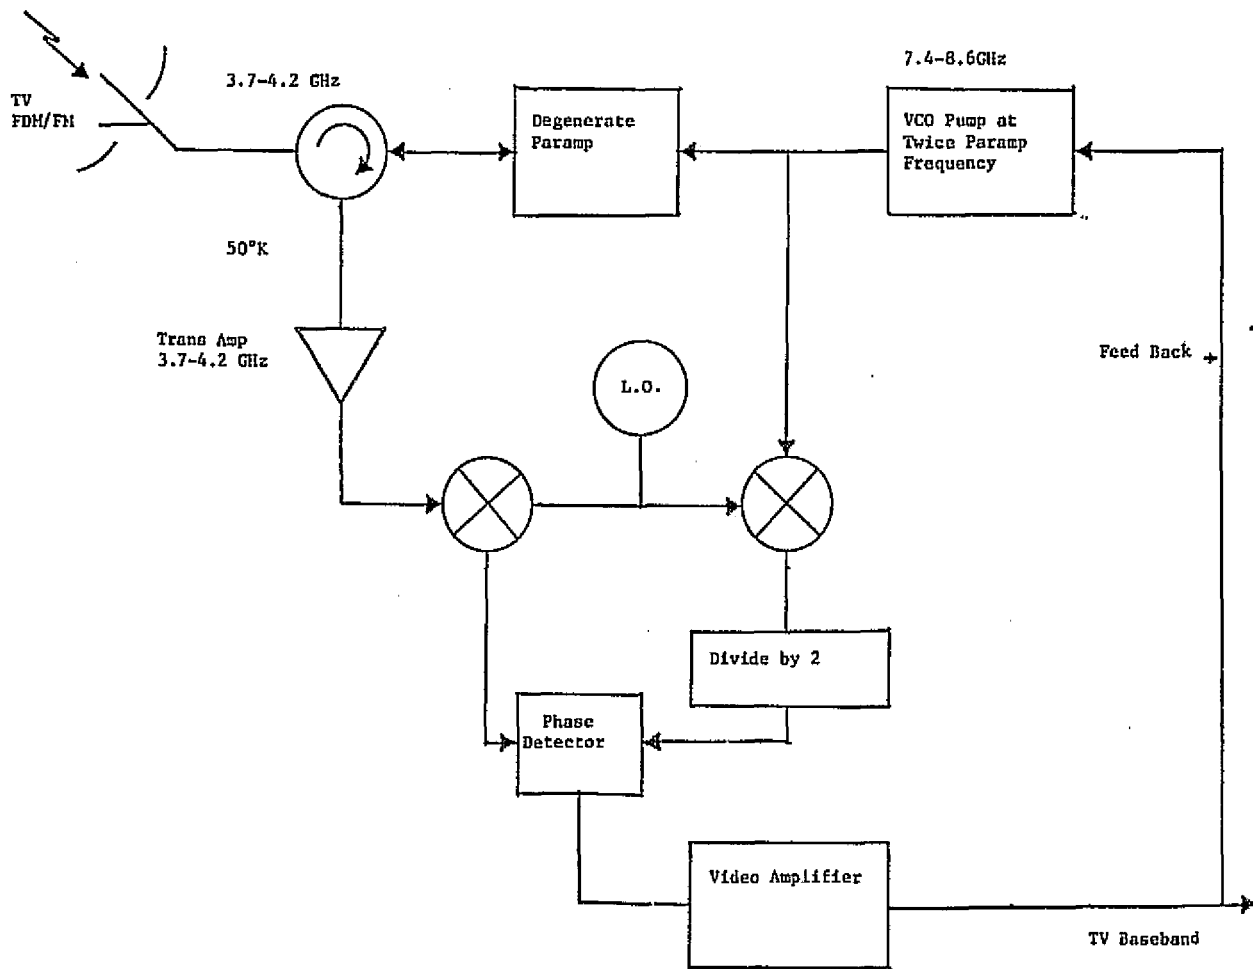 7.4-8.6GHz
3.7-4.2 GHz
TV
FDM/FM
Degenerate
Paramp
VCO Pump at
Twice Paramp
Frequency
50°K
Trans Amp
3.7-4.2 GHz
L.O.
Feed Back
Divide by 2
Phase
Detector
Video Amplifier
TV Baseband